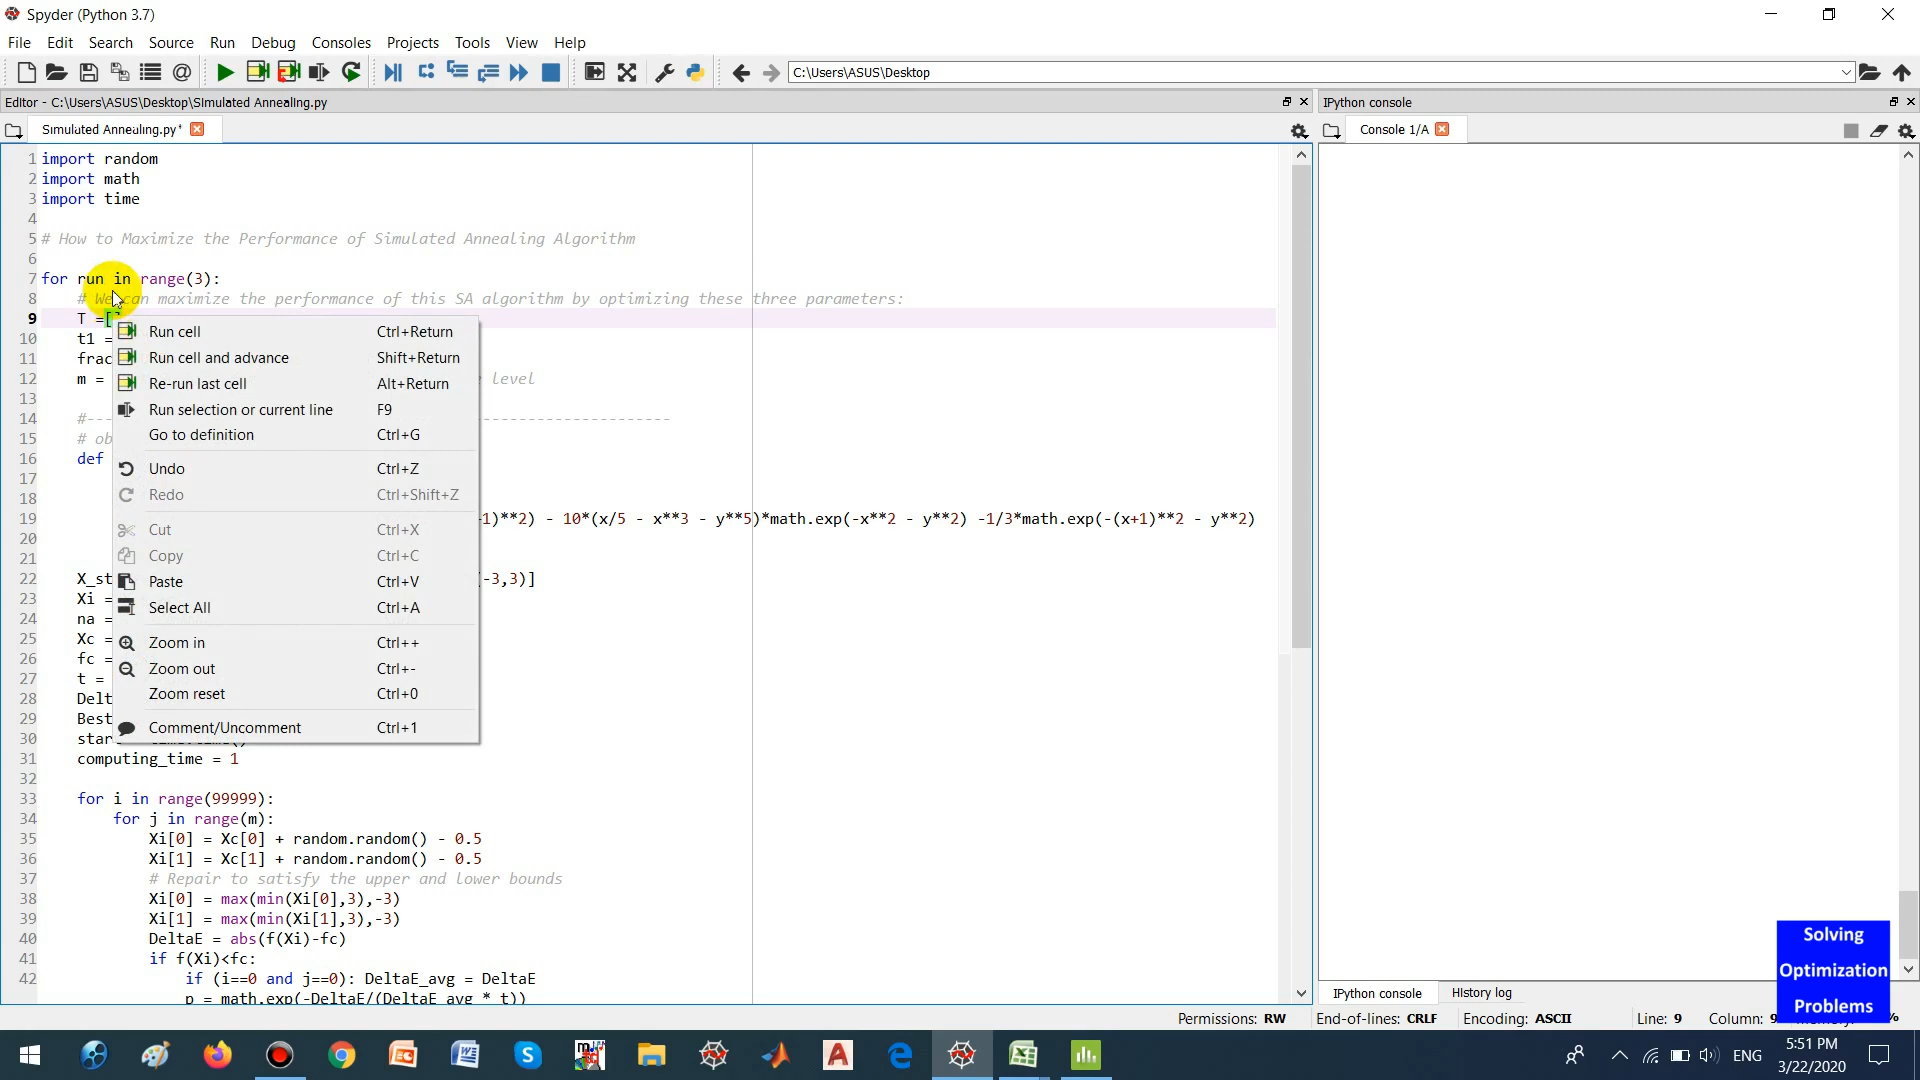 Spyder (Python 3.7)
File Edit Search Source Run Debug Consoles Projects Tools View Help
C:\Users\ASUS\Desktop
Editor - C:\Users\ASUS\Desktop\Simulated Annealing.py
IPython console
Simulated Annealing.py*
Console 1/A
1 import random
2 import math
3 import time
4
5 # How to Maximize the Performance of Simulated Annealing Algorithm
6
7 for run in range(3):
8 # We can maximize the performance of this SA algorithm by optimizing these three parameters:
9 T =[]
10 t1 =
11 frac
12 m = level
13
14 #-----------------------------------------------------------------
15 # ob
16 def
17
18
19 1)**2) - 10*(x/5 - x**3 - y**5)*math.exp(-x**2 - y**2) -1/3*math.exp(-(x+1)**2 - y**2)
20
21
22 X_st -3,3)]
23 Xi =
24 na =
25 Xc =
26 fc =
27 t =
28 Delt
29 Best
30 star
31 computing_time = 1
32
33 for i in range(99999):
34 for j in range(m):
35 Xi[0] = Xc[0] + random.random() - 0.5
36 Xi[1] = Xc[1] + random.random() - 0.5
37 # Repair to satisfy the upper and lower bounds
38 Xi[0] = max(min(Xi[0],3),-3)
39 Xi[1] = max(min(Xi[1],3),-3)
40 DeltaE = abs(f(Xi)-fc)
41 if f(Xi)<fc:
42 if (i==0 and j==0): DeltaE_avg = DeltaE
p = math.exp(-DeltaE/(DeltaE_avg * t))
Run cell Ctrl+Return
Run cell and advance Shift+Return
Re-run last cell Alt+Return
Run selection or current line F9
Go to definition Ctrl+G
Undo Ctrl+Z
Redo Ctrl+Shift+Z
Cut Ctrl+X
Copy Ctrl+C
Paste Ctrl+V
Select All Ctrl+A
Zoom in Ctrl++
Zoom out Ctrl+-
Zoom reset Ctrl+0
Comment/Uncomment Ctrl+1
Solving
Optimization
Problems
IPython console History log
Permissions: RW End-of-lines: CRLF Encoding: ASCII Line: 9 Column: 9 %
ENG
5:51 PM
3/22/2020